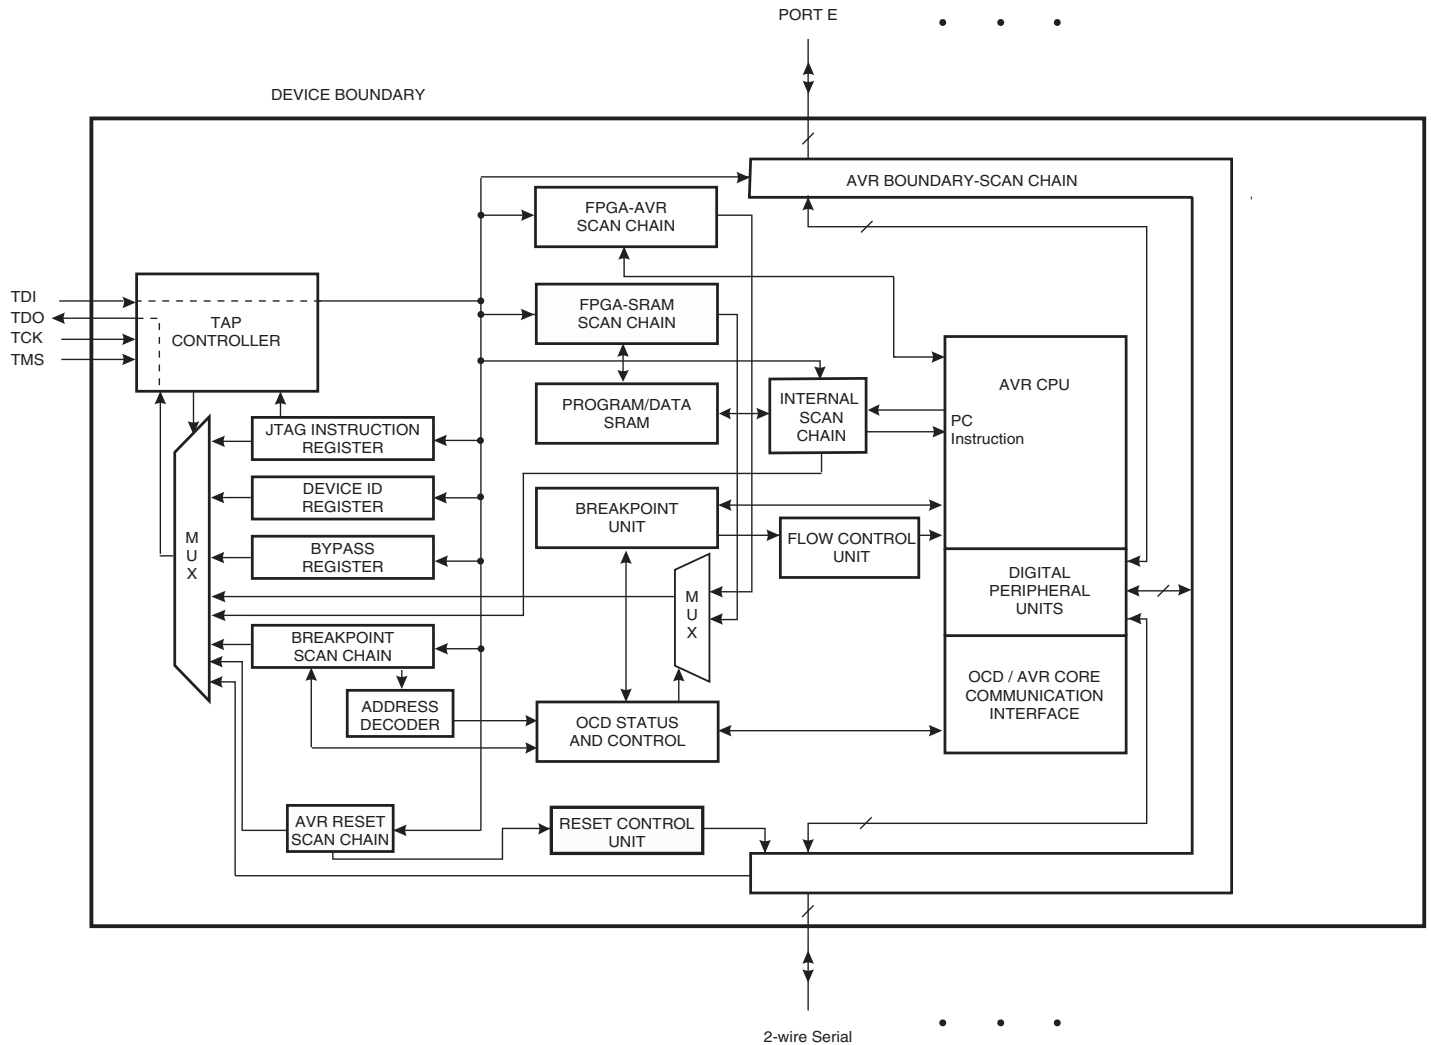 PORT E
DEVICE BOUNDARY
AVR BOUNDARY-SCAN CHAIN
FPGA-AVR
SCAN CHAIN
TDI
TDO
TCK
TMS
TAP
CONTROLLER
FPGA-SRAM
SCAN CHAIN
PROGRAM/DATA
SRAM
INTERNAL
SCAN
CHAIN
AVR CPU
PC
Instruction
JTAG INSTRUCTION
REGISTER
DEVICE ID
REGISTER
BYPASS
REGISTER
M
U
X
BREAKPOINT
UNIT
FLOW CONTROL
UNIT
DIGITAL
PERIPHERAL
UNITS
M
U
X
BREAKPOINT
SCAN CHAIN
ADDRESS
DECODER
OCD STATUS
AND CONTROL
OCD / AVR CORE
COMMUNICATION
INTERFACE
AVR RESET
SCAN CHAIN
RESET CONTROL
UNIT
2-wire Serial